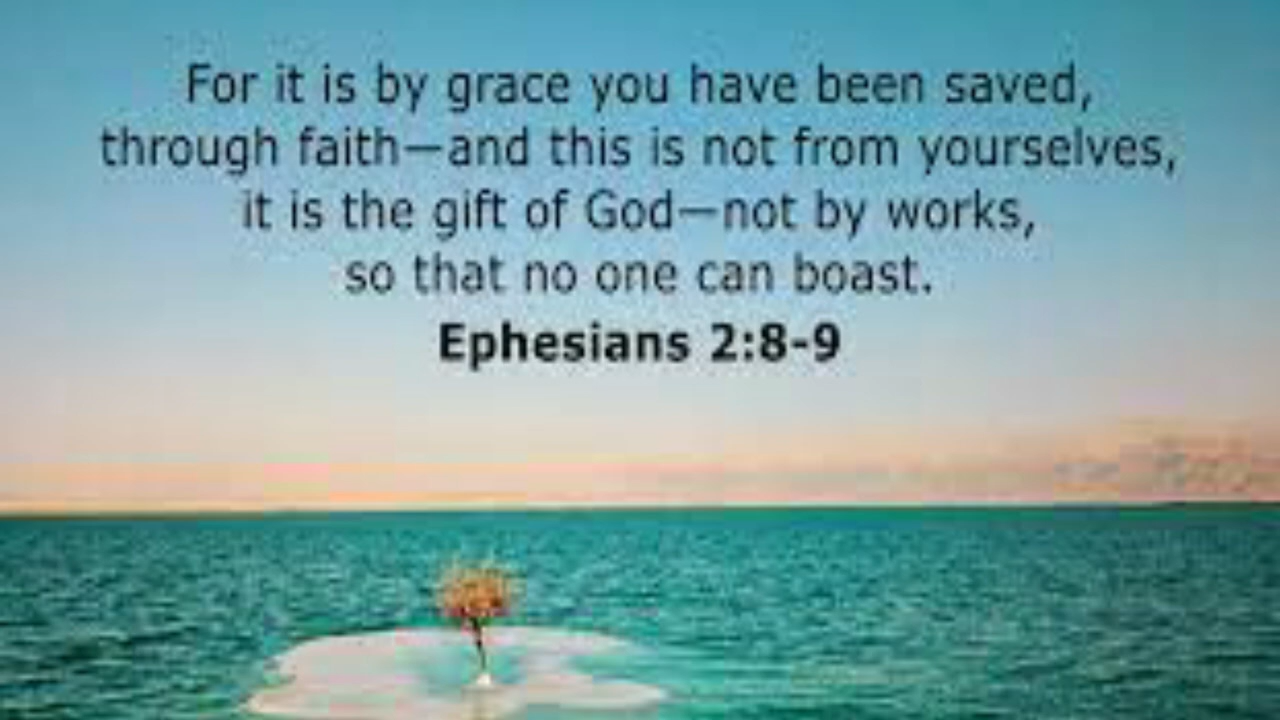 For it is by grace you have been saved,
through faith—and this is not from yourselves,
it is the gift of God—not by works,
so that no one can boast.
Ephesians 2:8-9